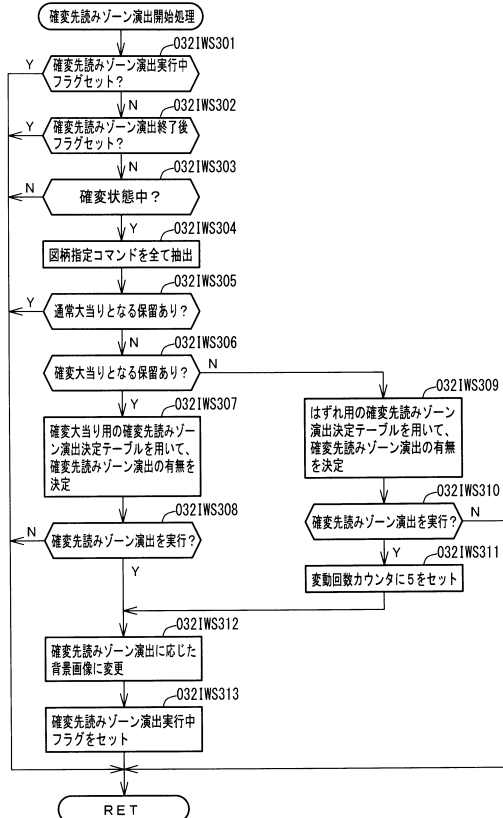 確変先読みゾーン演出開始処理
032IWS301
確変先読みゾーン演出実行中
フラグセット?
Y
N
032IWS302
確変先読みゾーン演出終了後
フラグセット?
Y
N
032IWS303
確変状態中?
N
Y
032IWS304
図柄指定コマンドを全て抽出
032IWS305
通常大当りとなる保留あり?
Y
N
032IWS306
確変大当りとなる保留あり?
N
Y
032IWS307
確変大当り用の確変先読みゾー
ン演出決定テーブルを用いて、
確変先読みゾーン演出の有無を
決定
032IWS308
確変先読みゾーン演出を実行?
N
Y
032IWS309
はずれ用の確変先読みゾーン
演出決定テーブルを用いて、
確変先読みゾーン演出の有無
を決定
032IWS310
確変先読みゾーン演出を実行?
N
Y
032IWS311
変動回数カウンタに5をセット
032IWS312
確変先読みゾーン演出に応じた
背景画像に変更
032IWS313
確変先読みゾーン演出実行中
フラグをセット
RET